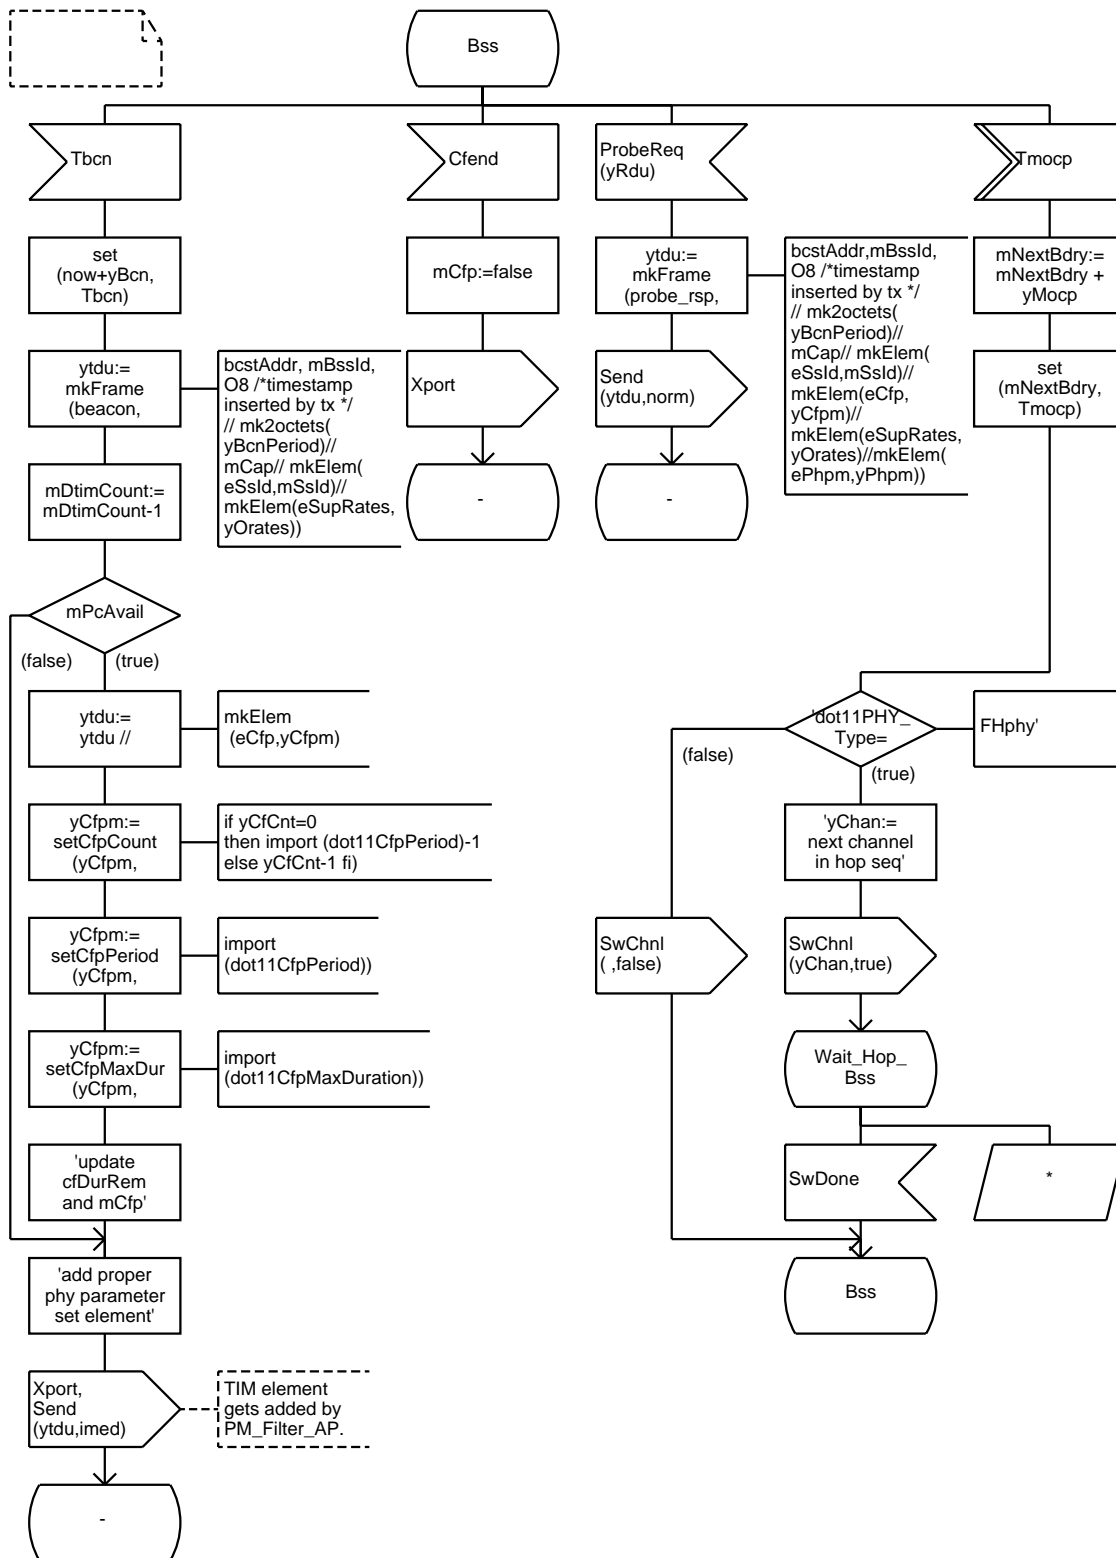 Bss
Tbcn
set
(now+yBcn,
Tbcn)
ytdu:=
mkFrame
(beacon,
bcstAddr, mBssId,
O8 /*timestamp
inserted by tx */
// mk2octets(
yBcnPeriod)//
mCap// mkElem(
eSsId,mSsId)//
mkElem(eSupRates,
yOrates))
mDtimCount:=
mDtimCount-1
mPcAvail
(false)
(true)
ytdu:=
ytdu //
mkElem
(eCfp,yCfpm)
yCfpm:=
setCfpCount
(yCfpm,
if yCfCnt=0
then import (dot11CfpPeriod)-1
else yCfCnt-1 fi)
yCfpm:=
setCfpPeriod
(yCfpm,
import
(dot11CfpPeriod))
yCfpm:=
setCfpMaxDur
(yCfpm,
import
(dot11CfpMaxDuration))
'update
cfDurRem
and mCfp'
'add proper
phy parameter
set element'
Xport,
Send
(ytdu,imed)
TIM element
gets added by
PM_Filter_AP.
-
Cfend
mCfp:=false
Xport
-
ProbeReq
(yRdu)
ytdu:=
mkFrame
(probe_rsp,
bcstAddr,mBssId,
O8 /*timestamp
inserted by tx */
// mk2octets(
yBcnPeriod)//
mCap// mkElem(
eSsId,mSsId)//
mkElem(eCfp,
yCfpm)//
mkElem(eSupRates,
yOrates)//mkElem(
ePhpm,yPhpm))
Send
(ytdu,norm)
-
Tmocp
mNextBdry:=
mNextBdry +
yMocp
set
(mNextBdry,
Tmocp)
'dot11PHY_
Type=
FHphy'
(false)
(true)
'yChan:=
next channel
in hop seq'
SwChnl
( ,false)
SwChnl
(yChan,true)
Wait_Hop_
Bss
SwDone
*
Bss